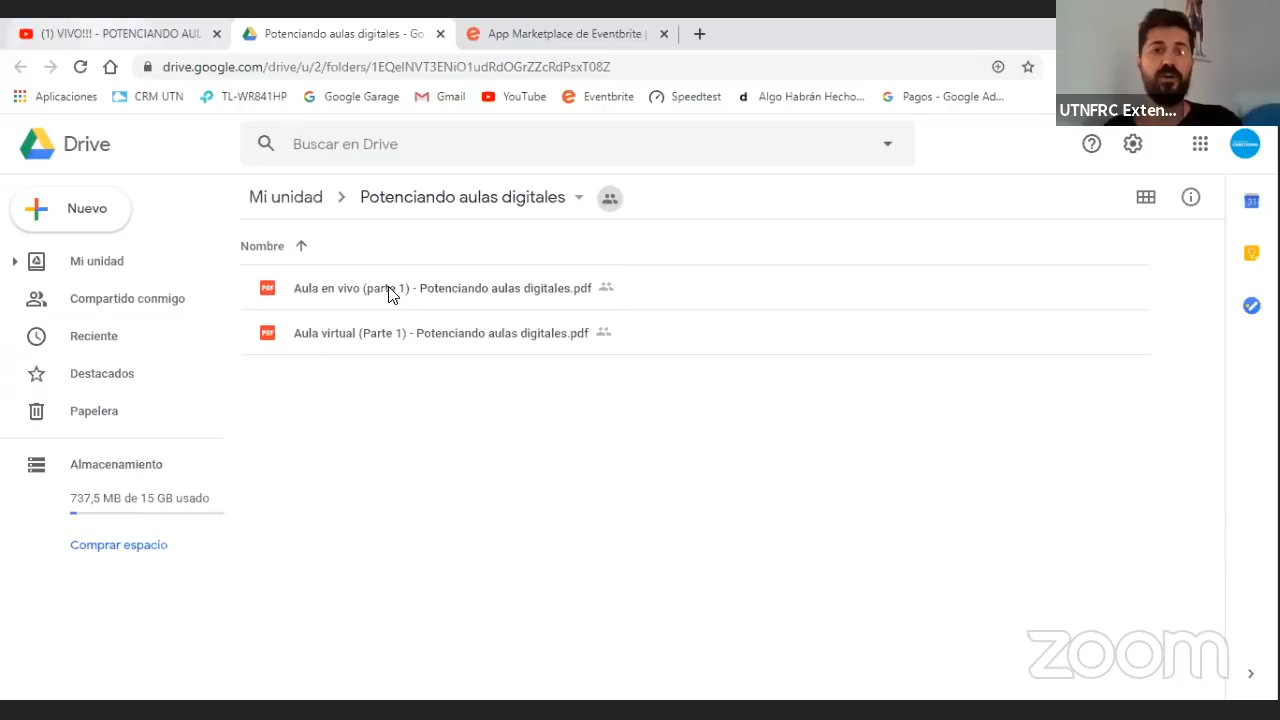 (1) VIVO!!! - POTENCIANDO AUL
Potenciando aulas digitales - Go
App Marketplace de Eventbrite |
drive.google.com/drive/u/2/folders/1EQelNVT3ENiO1udRdOGrZZcRdPsxT08Z
Aplicaciones
CRM UTN
TL-WR841HP
Google Garage
Gmail
YouTube
Eventbrite
Speedtest
Algo Habrán Hecho...
Pagos - Google Ad...
UTNFRC Exten...
Drive
Buscar en Drive
Nuevo
Mi unidad
Potenciando aulas digitales
Nombre
Mi unidad
Compartido conmigo
Reciente
Destacados
Papelera
Almacenamiento
737,5 MB de 15 GB usado
Comprar espacio
PDF Aula en vivo (parte 1) - Potenciando aulas digitales.pdf
PDF Aula virtual (Parte 1) - Potenciando aulas digitales.pdf
31
zoom